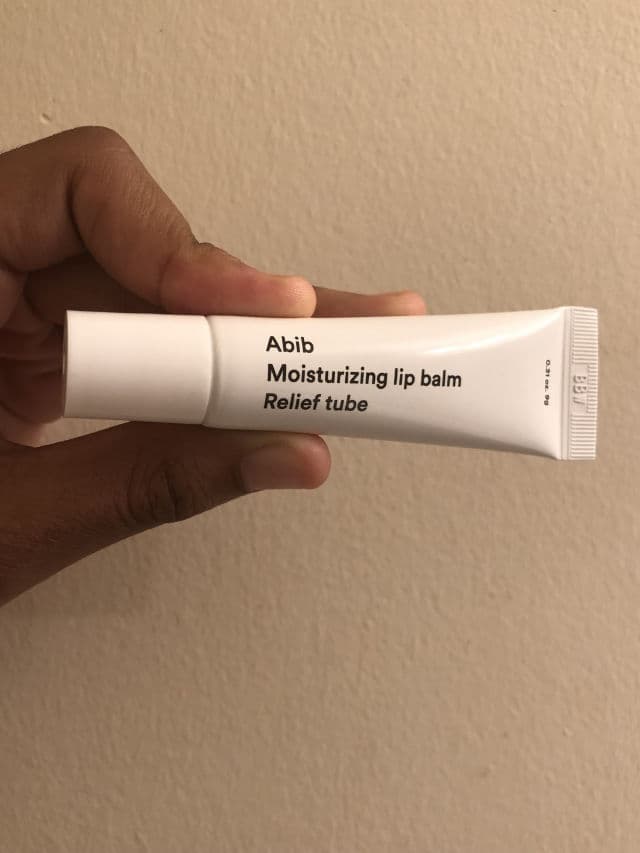 Abib
Moisturizing lip balm
Relief tube
0.31 oz. 9g